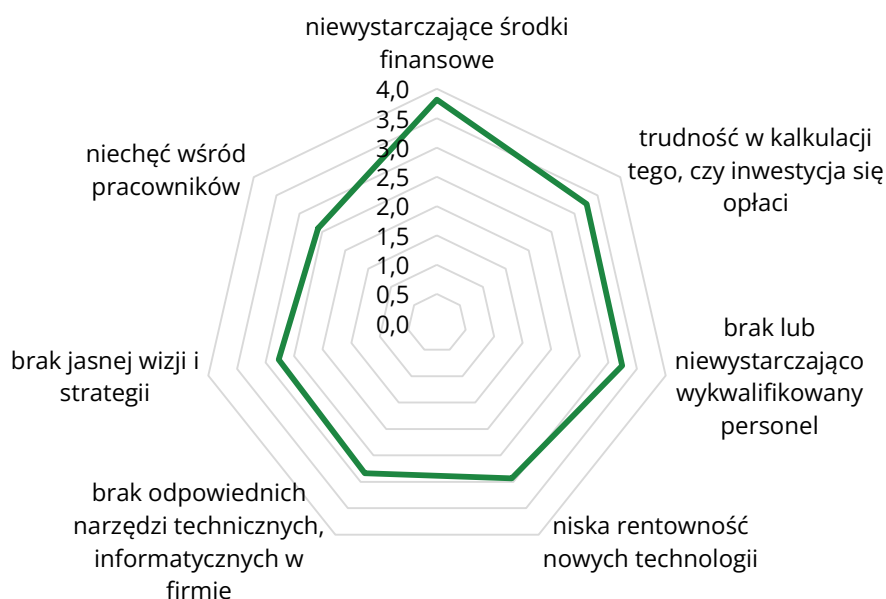 niewystarczające środki
finansowe
4,0
3,5
3,0
2,5
2,0
1,5
1,0
0,5
0,0
trudność w kalkulacji
tego, czy inwestycja się
opłaci
brak lub
niewystarczająco
wykwalifikowany
personel
niska rentowność
nowych technologii
brak odpowiednich
narzędzi technicznych,
informatycznych w
firmie
brak jasnej wizji i
strategii
niechęć wśród
pracowników